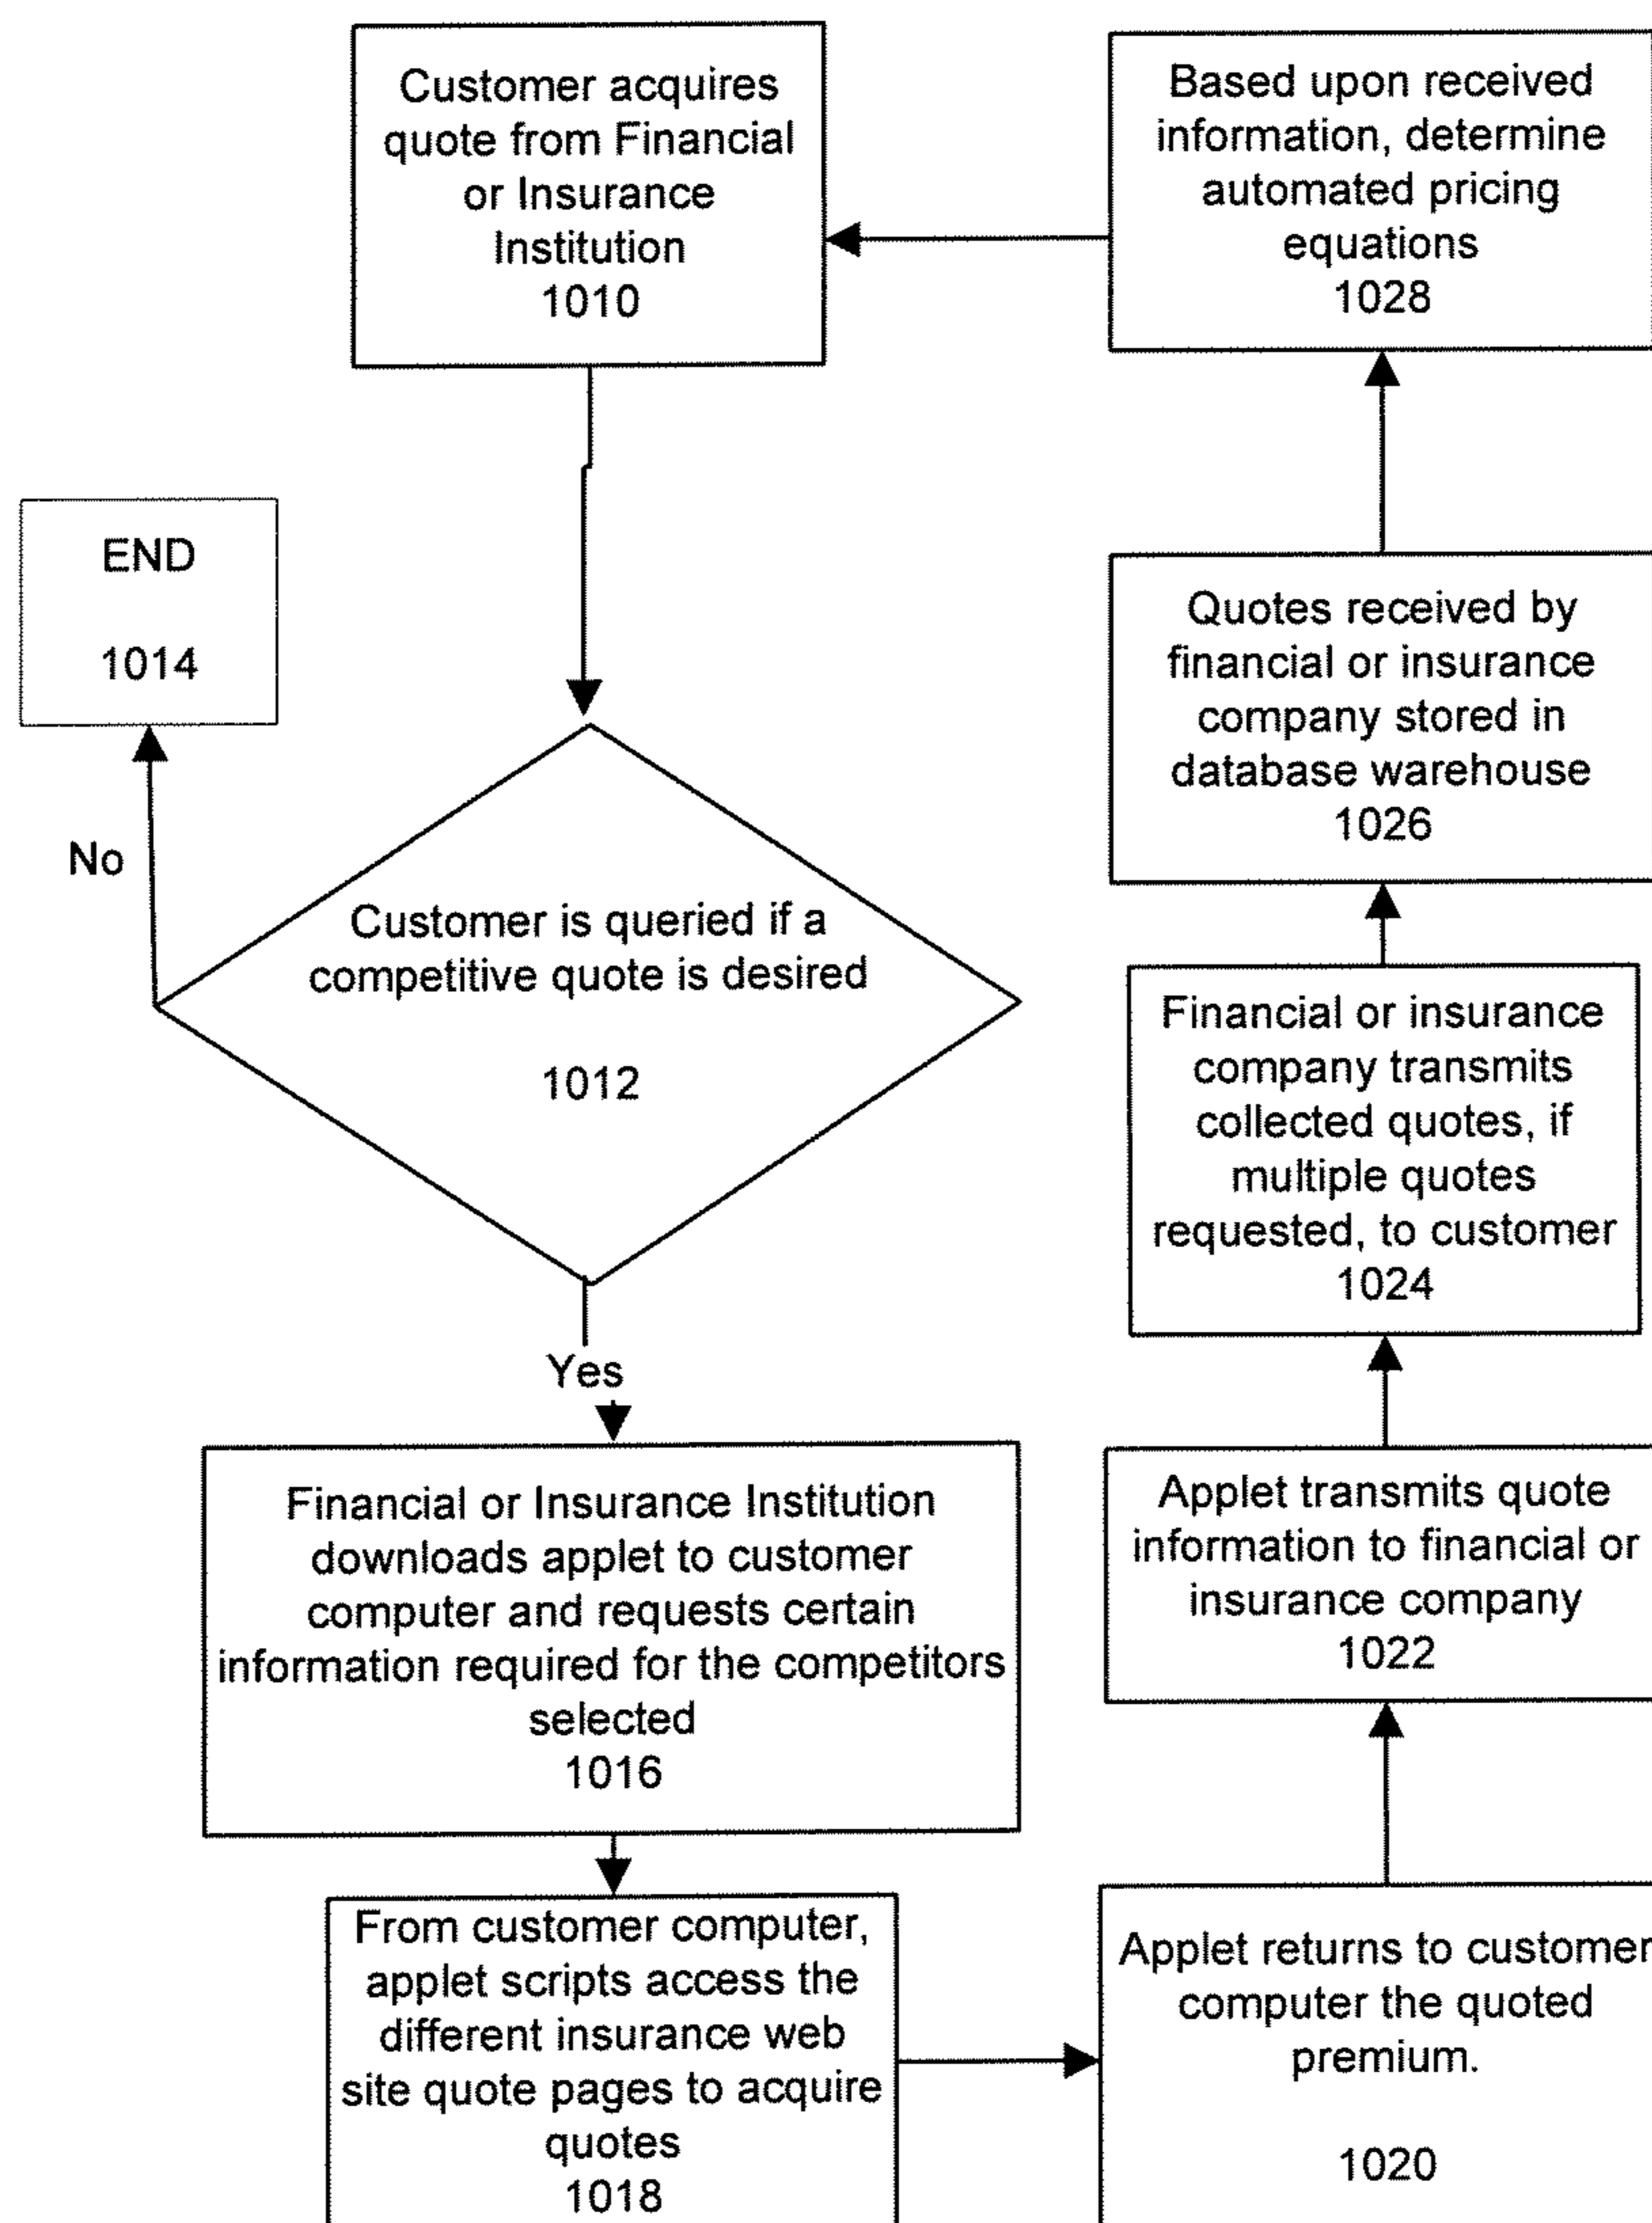 Customer acquires
quote from Financial
or Insurance
Institution
1010
Based upon received
information, determine
automated pricing
equations
1028
END
1014
No
Customer is queried if a
competitive quote is desired
1012
Yes
Quotes received by
financial or insurance
company stored in
database warehouse
1026
Financial or insurance
company transmits
collected quotes, if
multiple quotes
requested, to customer
1024
Financial or Insurance Institution
downloads applet to customer
computer and requests certain
information required for the competitors
selected
1016
Applet transmits quote
information to financial or
insurance company
1022
From customer computer,
applet scripts access the
different insurance web
site quote pages to acquire
quotes
1018
Applet returns to customer
computer the quoted
premium.
1020